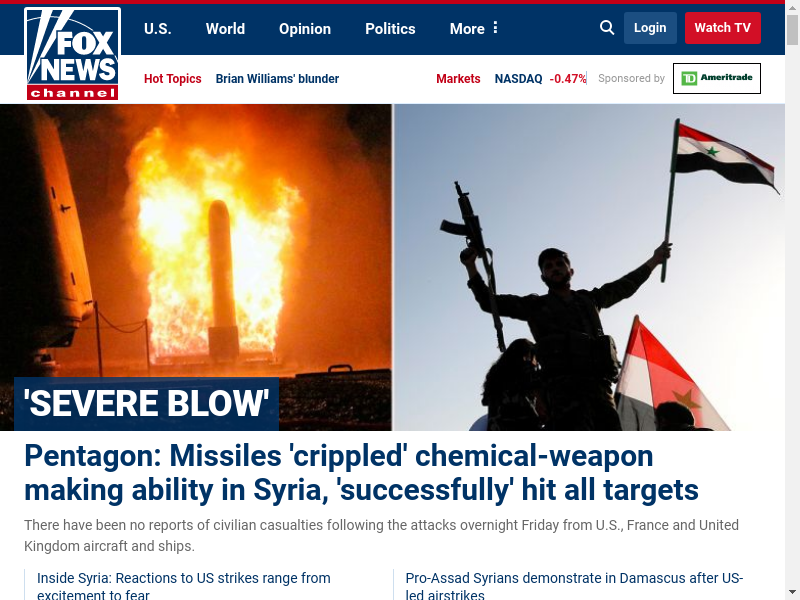 FOX
NEWS
channel
U.S. World Opinion Politics More
Login
Watch TV
Hot Topics Brian Williams' blunder
Markets NASDAQ -0.47%
Sponsored by
TD Ameritrade
'SEVERE BLOW'
Pentagon: Missiles 'crippled' chemical-weapon
making ability in Syria, 'successfully' hit all targets
There have been no reports of civilian casualties following the attacks overnight Friday from U.S., France and United
Kingdom aircraft and ships.
Inside Syria: Reactions to US strikes range from
excitement to fear
Pro-Assad Syrians demonstrate in Damascus after US-
led airstrikes